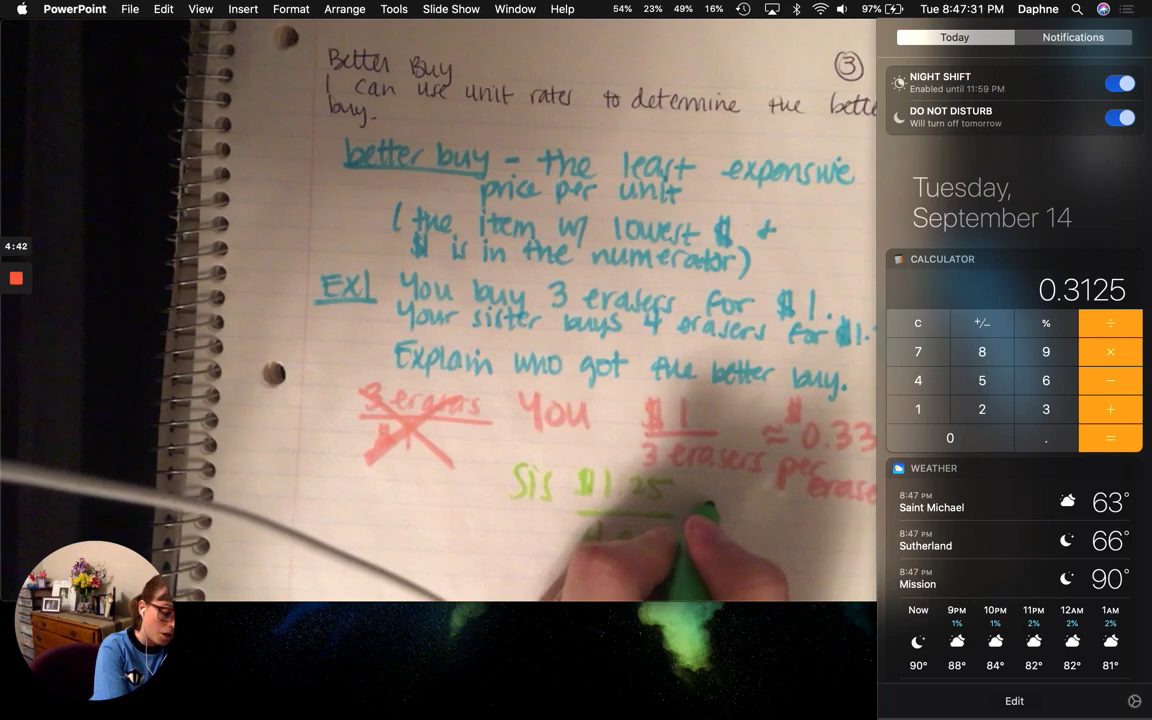 PowerPoint File Edit View Insert Format Arrange Tools Slide Show Window Help 54% 23% 49% 16% 97% Tue 8:47:31 PM Daphne
Today Notifications
NIGHT SHIFT
Enabled until 11:59 PM
DO NOT DISTURB
Will turn off tomorrow
Tuesday,
September 14
CALCULATOR
0.3125
C +/- % ÷
7 8 9 ×
4 5 6 −
1 2 3 +
0 . =
WEATHER
8:47 PM
Saint Michael 63°
8:47 PM
Sutherland 66°
8:47 PM
Mission 90°
Now 9PM 10PM 11PM 12AM 1AM
1% 1% 2% 2% 2%
90° 88° 84° 82° 82° 81°
Edit
4:42
Better Buy ③
I can use unit rates to determine the bette
buy.
better buy - the least expensive
price per unit
(the item w/ lowest $ +
$ is in the numerator)
EX1 You buy 3 erasers for $1.
Your sister buys 4 erasers for $1.
Explain who got the better buy.
3 erasers You $1 ≈ $0.33
$1 3 erasers per
erase
Sis $1.25